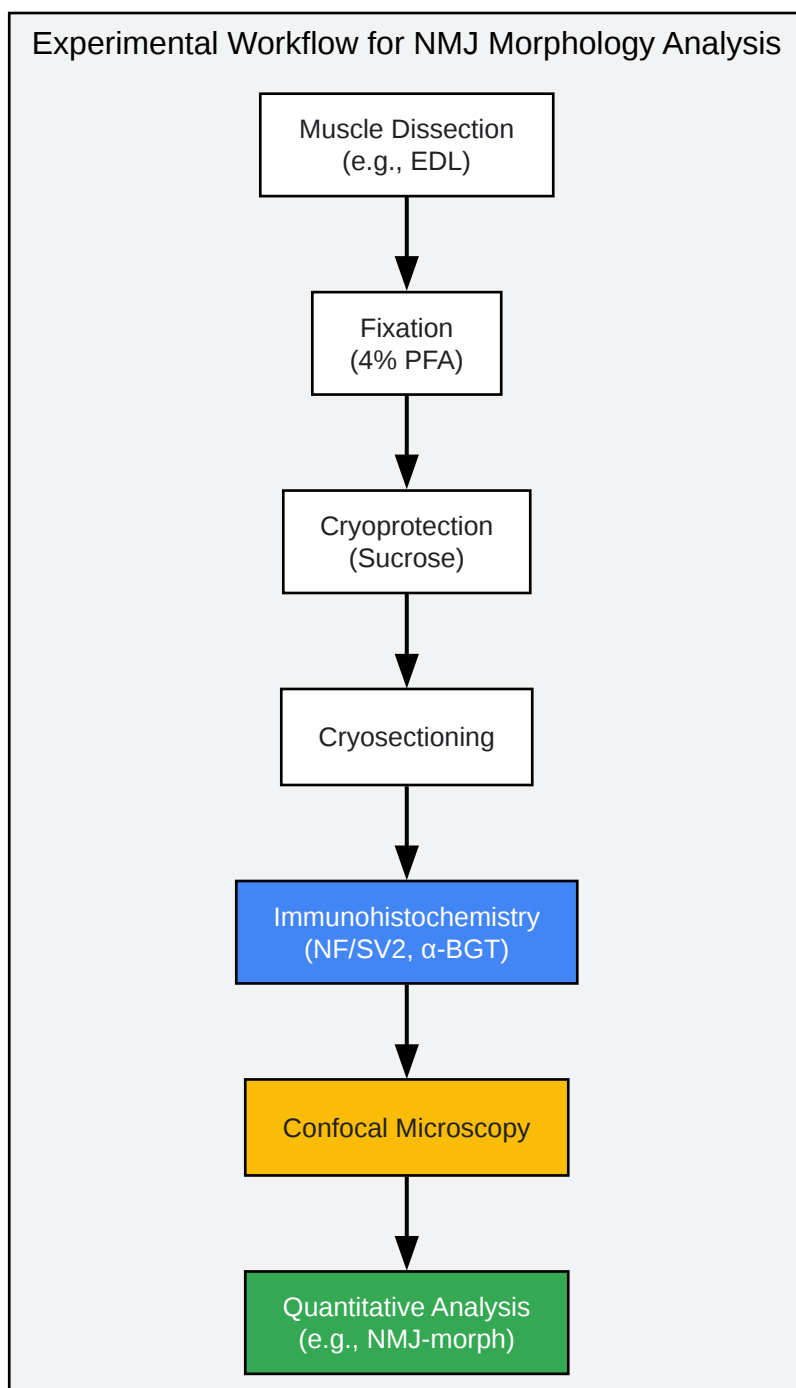 Experimental Workflow for NMJ Morphology Analysis
Muscle Dissection
(e.g., EDL)
Fixation
(4% PFA)
Cryoprotection
(Sucrose)
Cryosectioning
Immunohistochemistry
(NF/SV2, α-BGT)
Confocal Microscopy
Quantitative Analysis
(e.g., NMJ-morph)